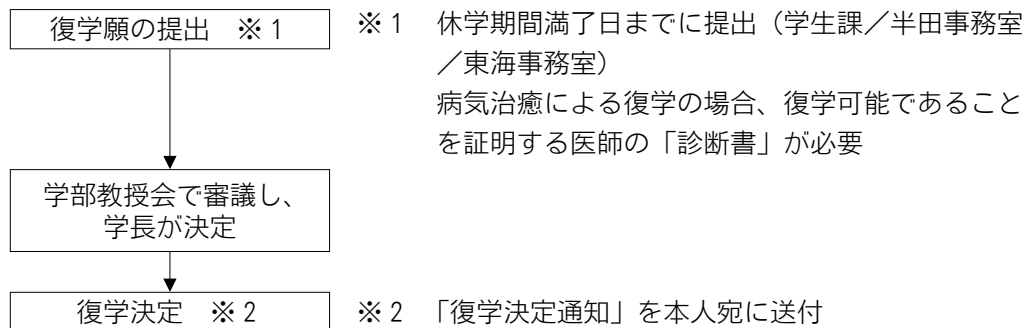 復学願の提出 ※1
※1 休学期間満了日までに提出（学生課／半田事務室
／東海事務室）
病気治癒による復学の場合、復学可能であること
を証明する医師の「診断書」が必要
学部教授会で審議し、
学長が決定
復学決定 ※2
※2 「復学決定通知」を本人宛に送付